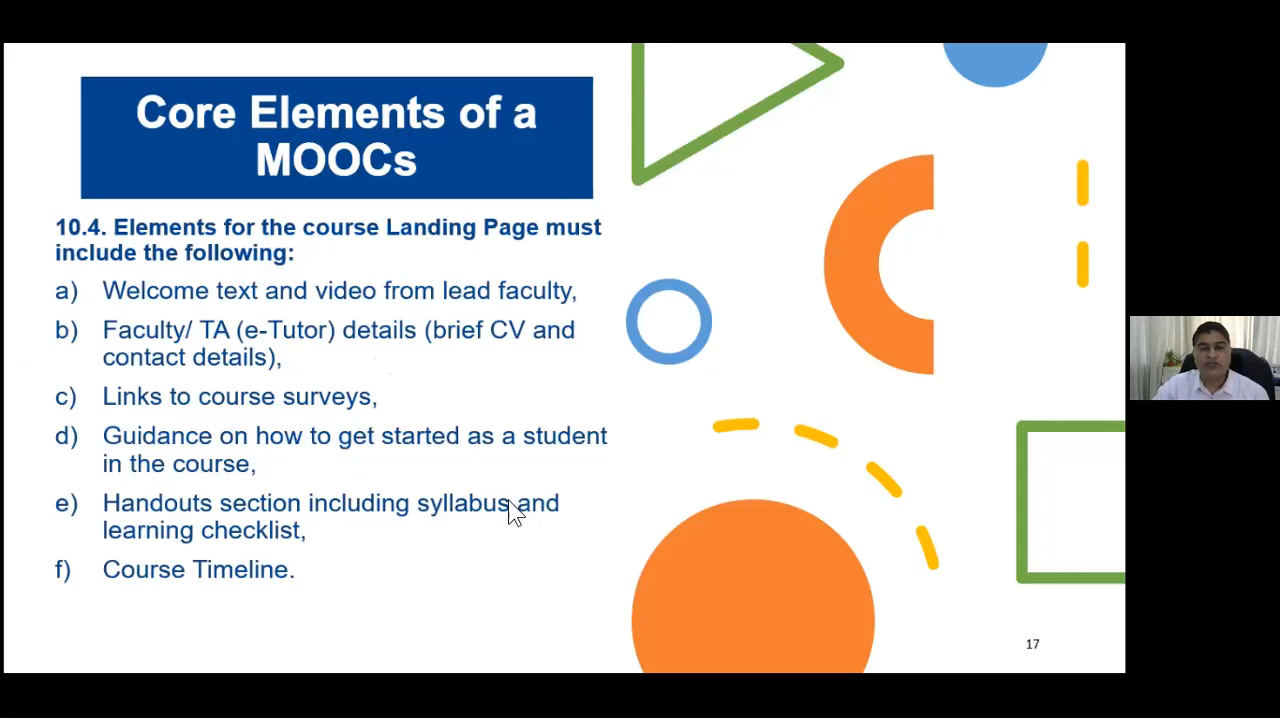 Core Elements of a
MOOCs
10.4. Elements for the course Landing Page must
include the following:
a) Welcome text and video from lead faculty,
b) Faculty/ TA (e-Tutor) details (brief CV and
contact details),
c) Links to course surveys,
d) Guidance on how to get started as a student
in the course,
e) Handouts section including syllabus and
learning checklist,
f) Course Timeline.
17